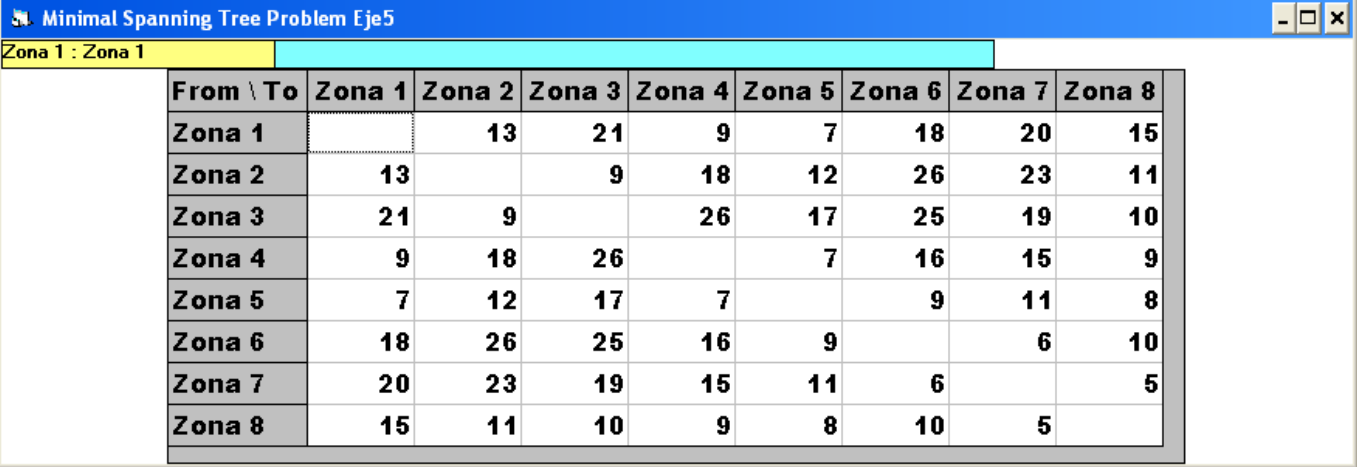 Minimal Spanning Tree Problem Eje5
Zona 1 : Zona 1
From \ To Zona 1 Zona 2 Zona 3 Zona 4 Zona 5 Zona 6 Zona 7 Zona 8
Zona 1 13 21 9 7 18 20 15
Zona 2 13 9 18 12 26 23 11
Zona 3 21 9 26 17 25 19 10
Zona 4 9 18 26 7 16 15 9
Zona 5 7 12 17 7 9 11 8
Zona 6 18 26 25 16 9 6 10
Zona 7 20 23 19 15 11 6 5
Zona 8 15 11 10 9 8 10 5